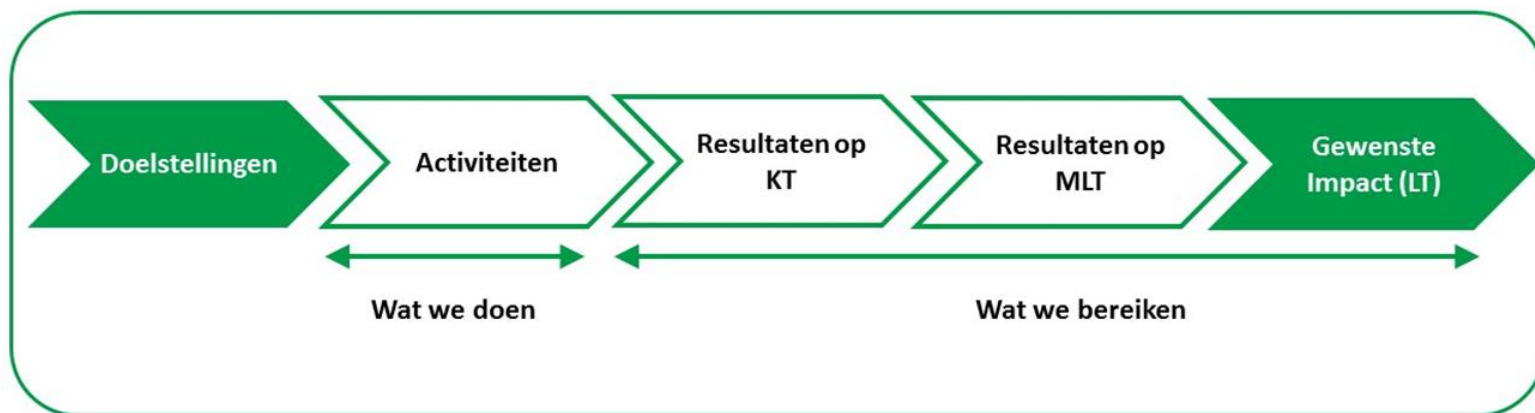 Doelstellingen
Activiteiten
Resultaten op
KT
Resultaten op
MLT
Gewenste
Impact (LT)
Wat we doen
Wat we bereiken